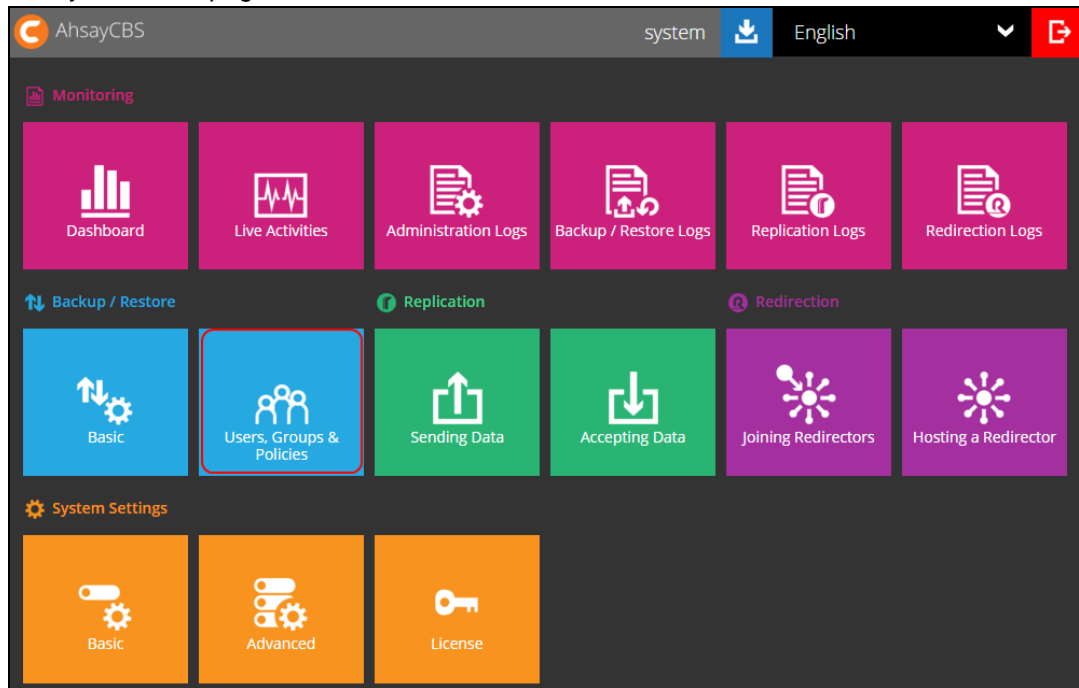 AhsayCBS
system
English
Monitoring
Dashboard
Live Activities
Administration Logs
Backup / Restore Logs
Replication Logs
Redirection Logs
Backup / Restore
Replication
Redirection
Basic
Users, Groups &
Policies
Sending Data
Accepting Data
Joining Redirectors
Hosting a Redirector
System Settings
Basic
Advanced
License